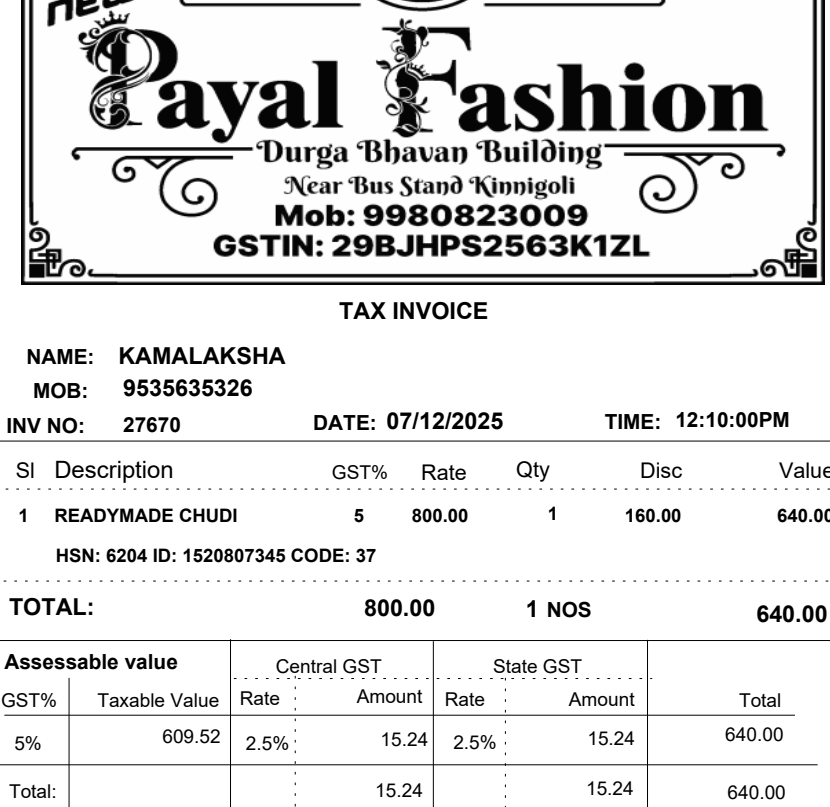 new
Payal Fashion
Durga Bhavan Building
Near Bus Stand Kinnigoli
Mob: 9980823009
GSTIN: 29BJHPS2563K1ZL
TAX INVOICE
NAME: KAMALAKSHA
MOB: 9535635326
INV NO: 27670 DATE: 07/12/2025 TIME: 12:10:00PM
Sl Description GST% Rate Qty Disc Value
1 READYMADE CHUDI 5 800.00 1 160.00 640.00
HSN: 6204 ID: 1520807345 CODE: 37
TOTAL: 800.00 1 NOS 640.00
Assessable value Central GST State GST
GST% Taxable Value Rate Amount Rate Amount Total
5% 609.52 2.5% 15.24 2.5% 15.24 640.00
Total: 15.24 15.24 640.00